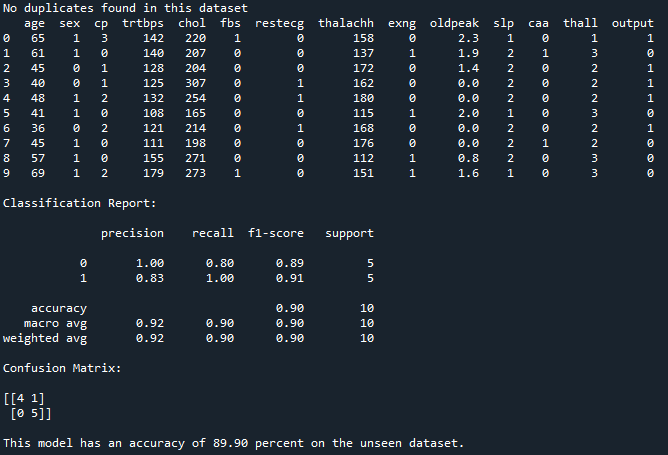 No duplicates found in this dataset
age sex cp trtbps chol fbs restecg thalachh exng oldpeak slp caa thall output
0 65 1 3 142 220 1 0 158 0 2.3 1 0 1 1
1 61 1 0 140 207 0 0 137 1 1.9 2 1 3 0
2 45 0 1 128 204 0 0 172 0 1.4 2 0 2 1
3 40 0 1 125 307 0 1 162 0 0.0 2 0 2 1
4 48 1 2 132 254 0 1 180 0 0.0 2 0 2 1
5 41 1 0 108 165 0 0 115 1 2.0 1 0 3 0
6 36 0 2 121 214 0 1 168 0 0.0 2 0 2 1
7 45 1 0 111 198 0 0 176 0 0.0 2 1 2 0
8 57 1 0 155 271 0 0 112 1 0.8 2 0 3 0
9 69 1 2 179 273 1 0 151 1 1.6 1 0 3 0
Classification Report:
precision recall f1-score support
0 1.00 0.80 0.89 5
1 0.83 1.00 0.91 5
accuracy 0.90 10
macro avg 0.92 0.90 0.90 10
weighted avg 0.92 0.90 0.90 10
Confusion Matrix:
[[4 1]
[0 5]]
This model has an accuracy of 89.90 percent on the unseen dataset.